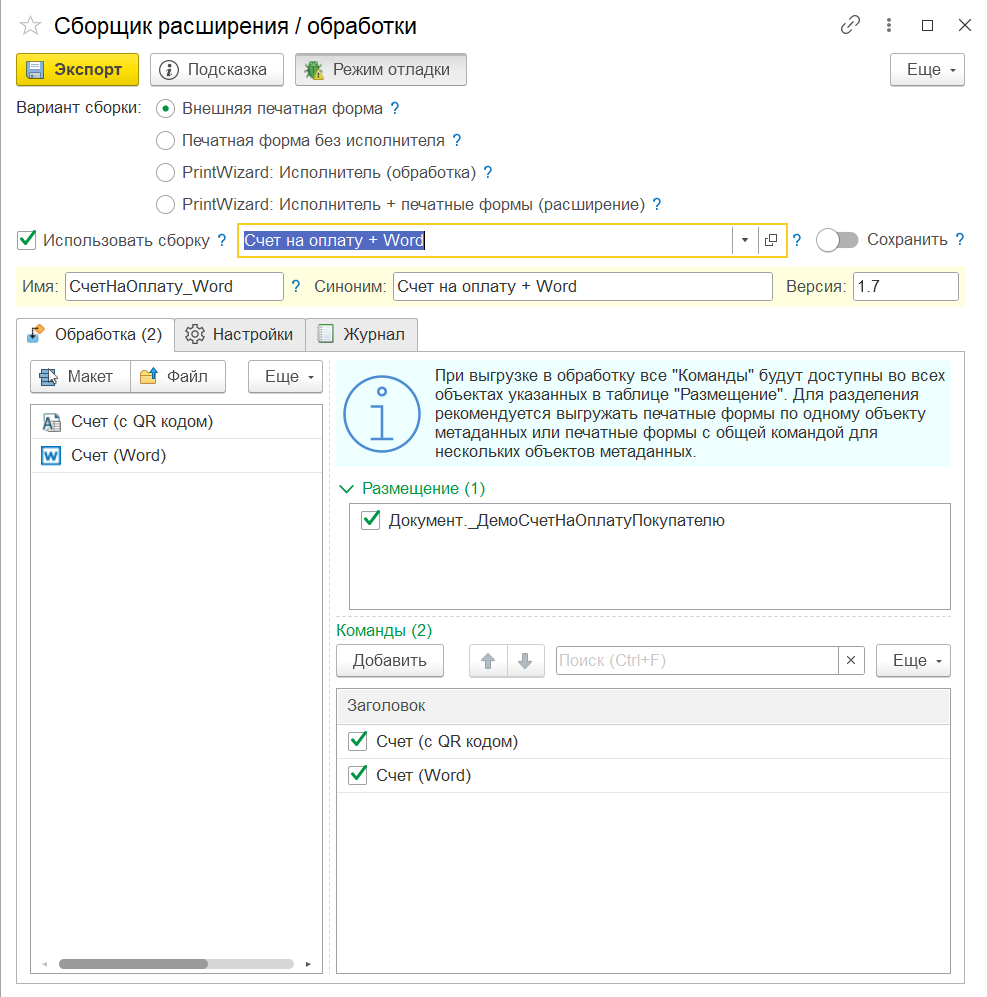 Сборщик расширения / обработки
Экспорт Подсказка Режим отладки Еще
Вариант сборки: Внешняя печатная форма ?
Печатная форма без исполнителя ?
PrintWizard: Исполнитель (обработка) ?
PrintWizard: Исполнитель + печатные формы (расширение) ?
Использовать сборку ? Счет на оплату + Word ? Сохранить ?
Имя: СчетНаОплату_Word ? Синоним: Счет на оплату + Word Версия: 1.7
Обработка (2) Настройки Журнал
Макет Файл Еще
Счет (с QR кодом)
Счет (Word)
При выгрузке в обработку все "Команды" будут доступны во всех
объектах указанных в таблице "Размещение". Для разделения
рекомендуется выгружать печатные формы по одному объекту
метаданных или печатные формы с общей командой для
нескольких объектов метаданных.
Размещение (1)
Документ._ДемоСчетНаОплатуПокупателю
Команды (2)
Добавить Поиск (Ctrl+F) × Еще
Заголовок
Счет (с QR кодом)
Счет (Word)